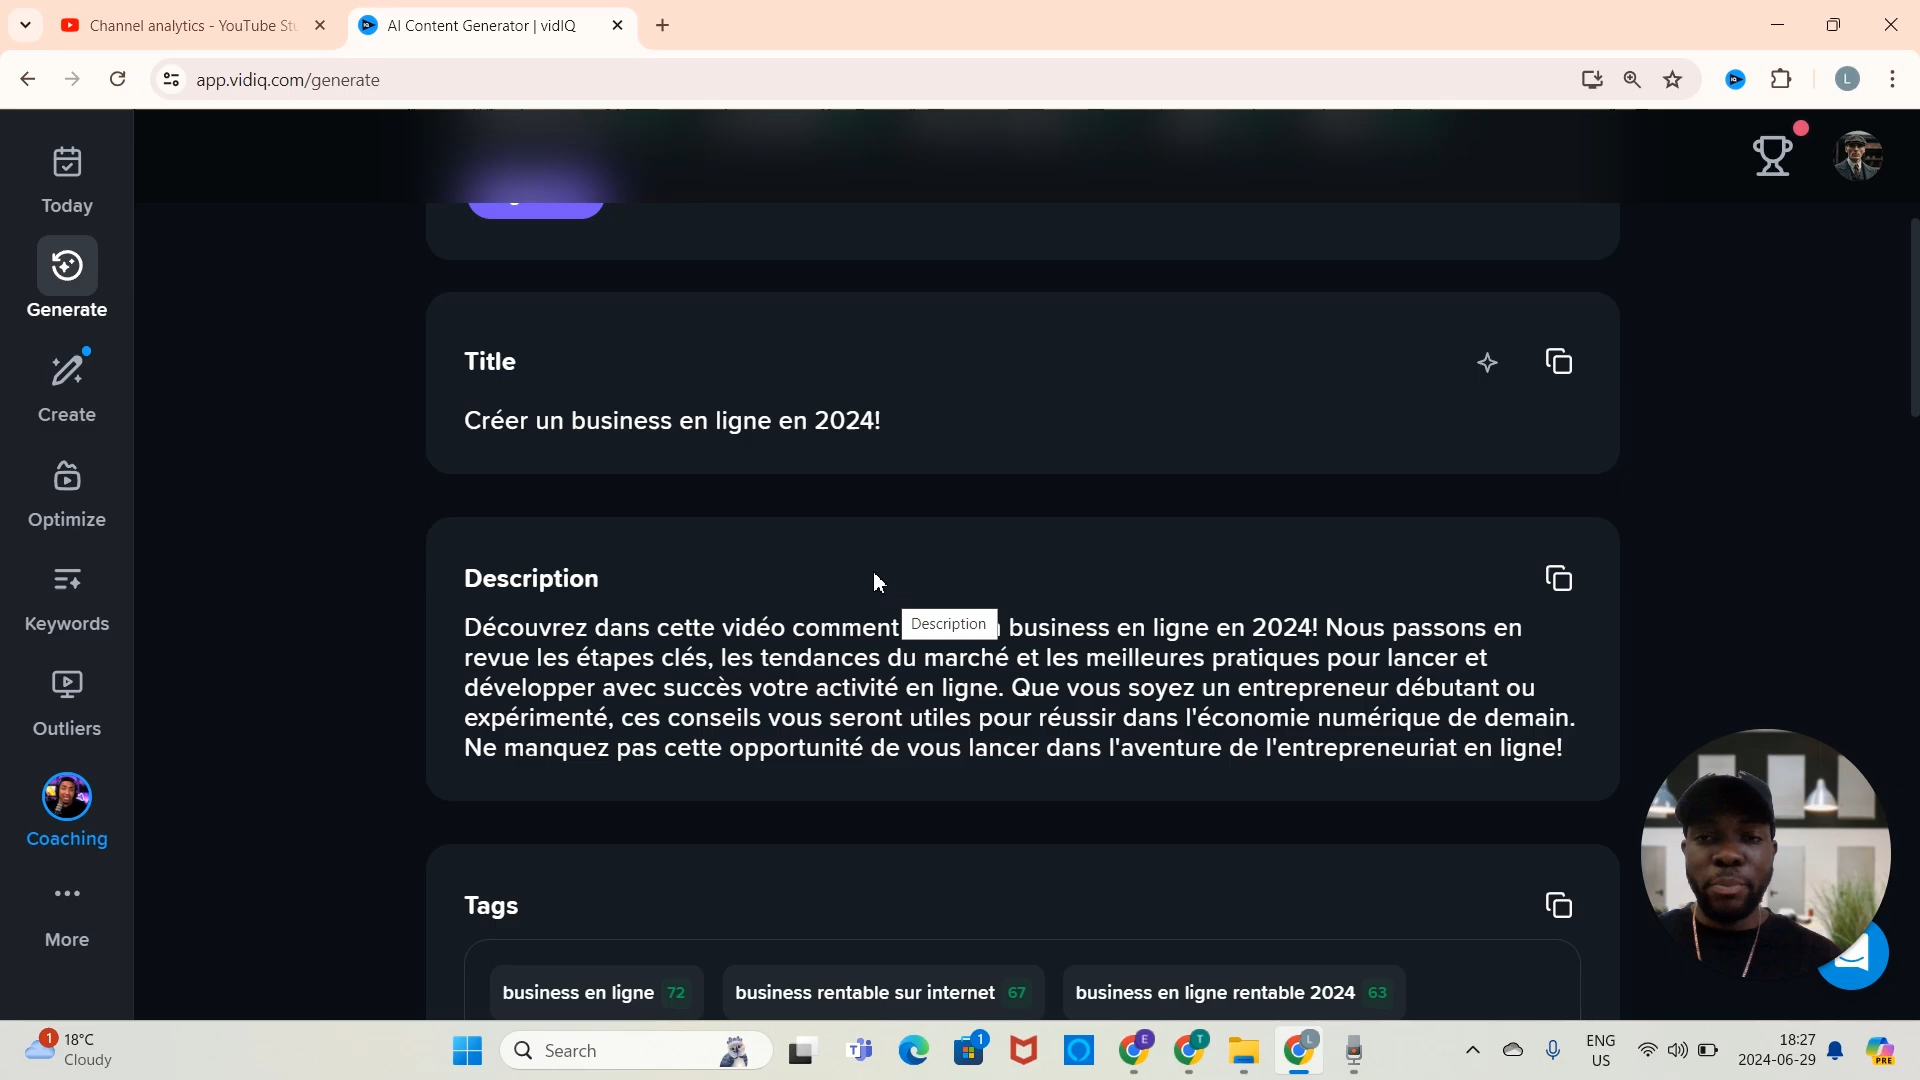 Channel analytics - YouTube Stu
AI Content Generator | vidIQ
app.vidiq.com/generate
Today
Generate
Create
Optimize
Keywords
Outliers
Coaching
More
Title
Créer un business en ligne en 2024!
Description
Description
Découvrez dans cette vidéo comment business en ligne en 2024! Nous passons en
revue les étapes clés, les tendances du marché et les meilleures pratiques pour lancer et
développer avec succès votre activité en ligne. Que vous soyez un entrepreneur débutant ou
expérimenté, ces conseils vous seront utiles pour réussir dans l'économie numérique de demain.
Ne manquez pas cette opportunité de vous lancer dans l'aventure de l'entrepreneuriat en ligne!
Tags
business en ligne 72
business rentable sur internet 67
business en ligne rentable 2024 63
L
1
18°C
Cloudy
Search
1
E
T
L
ENG
US
18:27
2024-06-29
PRE